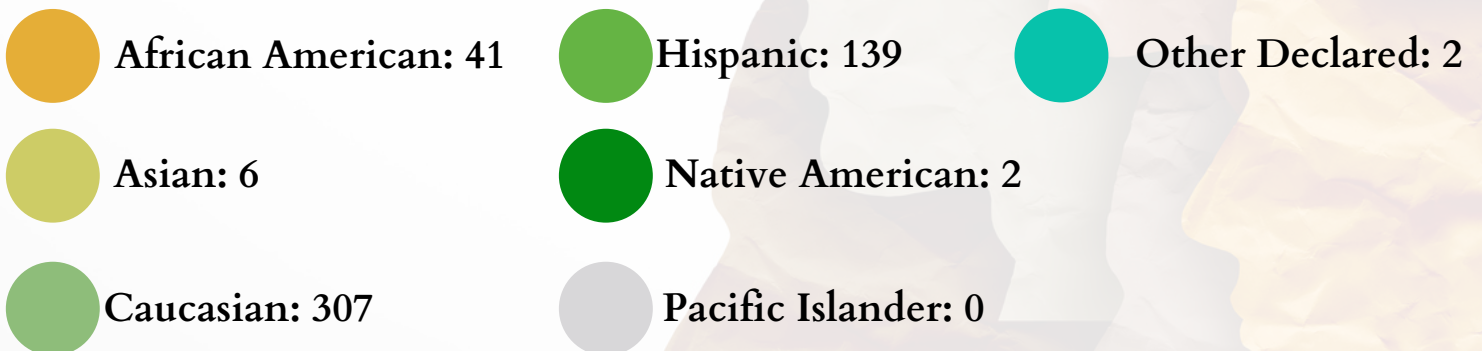 African American: 41
Hispanic: 139
Other Declared: 2
Asian: 6
Native American: 2
Caucasian: 307
Pacific Islander: 0